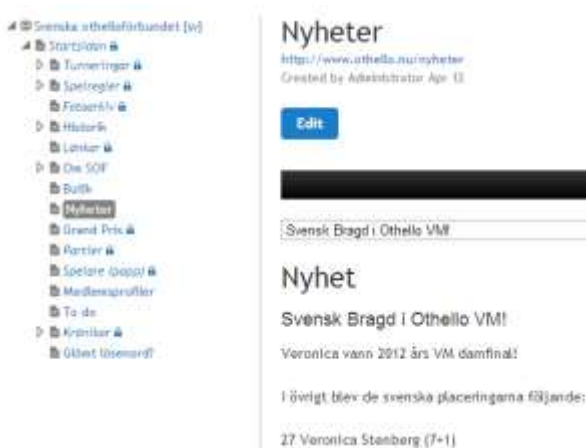 Svenska othelloförbundet [sv]
Startsidan
Turneringar
Spelregler
Fotoarkiv
Historik
Länkar
Om SOF
Butik
Nyheter
Grand Prix
Partier
Spelare (papp)
Medlemsprofiler
To do
Krönikor
Glömt lösenord?
Nyheter
http://www.othello.nu/nyheter
Created by Administrator Apr 13
Edit
Svensk Bragd i Othello VM!
Nyhet
Svensk Bragd i Othello VM!
Veronica vann 2012 års VM damfinal!
I övrigt blev de svenska placeringarna följande:
27 Veronica Stenberg (7+1)